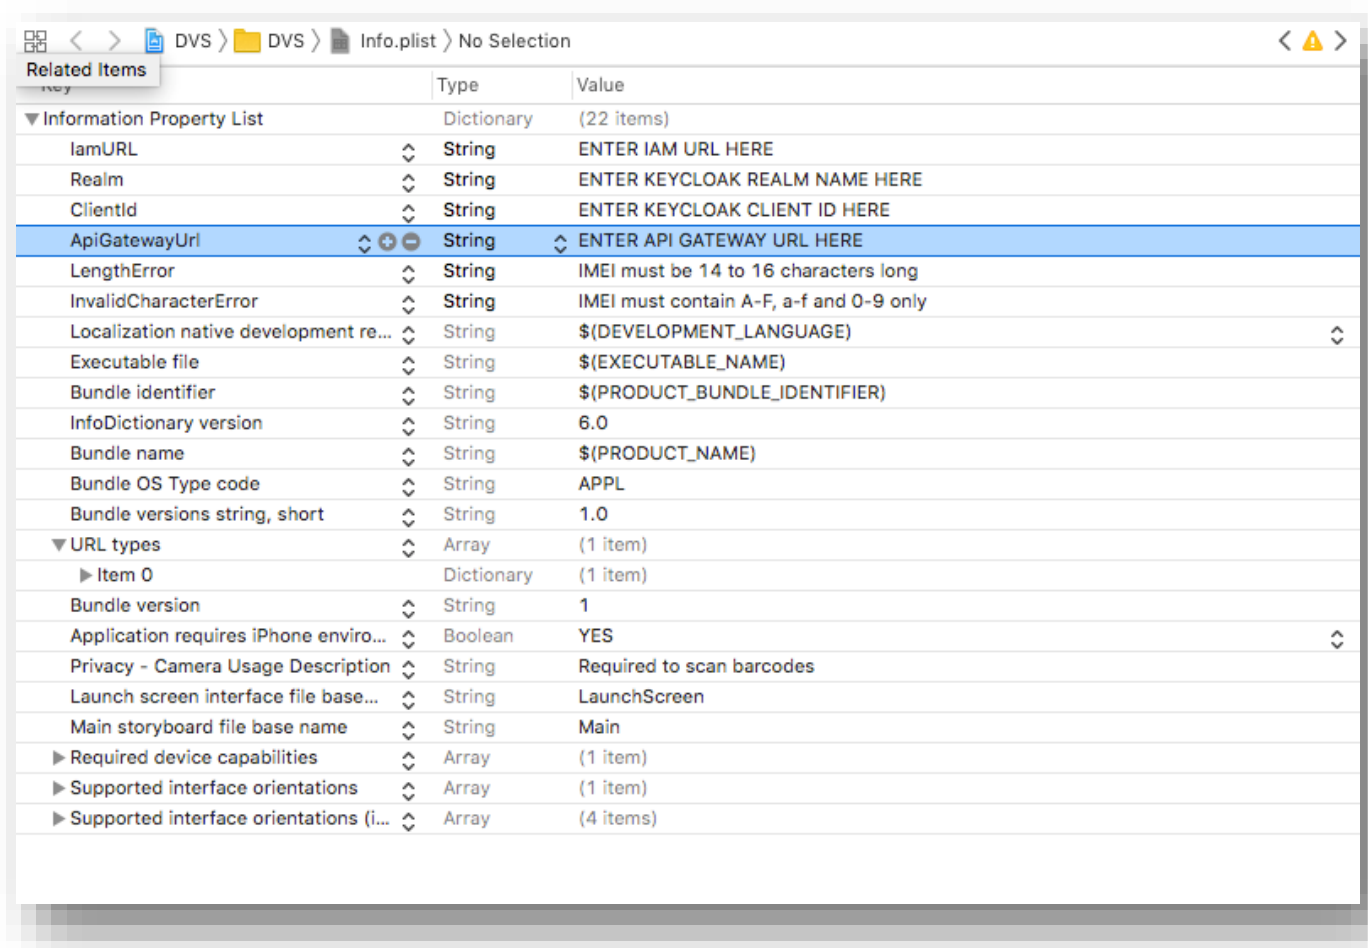 DVS DVS Info.plist No Selection
Related Items
Key Type Value
Information Property List Dictionary (22 items)
IamURL String ENTER IAM URL HERE
Realm String ENTER KEYCLOAK REALM NAME HERE
ClientId String ENTER KEYCLOAK CLIENT ID HERE
ApiGatewayUrl String ENTER API GATEWAY URL HERE
LengthError String IMEI must be 14 to 16 characters long
InvalidCharacterError String IMEI must contain A-F, a-f and 0-9 only
Localization native development re... String $(DEVELOPMENT_LANGUAGE)
Executable file String $(EXECUTABLE_NAME)
Bundle identifier String $(PRODUCT_BUNDLE_IDENTIFIER)
InfoDictionary version String 6.0
Bundle name String $(PRODUCT_NAME)
Bundle OS Type code String APPL
Bundle versions string, short String 1.0
URL types Array (1 item)
Item 0 Dictionary (1 item)
Bundle version String 1
Application requires iPhone enviro... Boolean YES
Privacy - Camera Usage Description String Required to scan barcodes
Launch screen interface file base... String LaunchScreen
Main storyboard file base name String Main
Required device capabilities Array (1 item)
Supported interface orientations Array (1 item)
Supported interface orientations (i... Array (4 items)